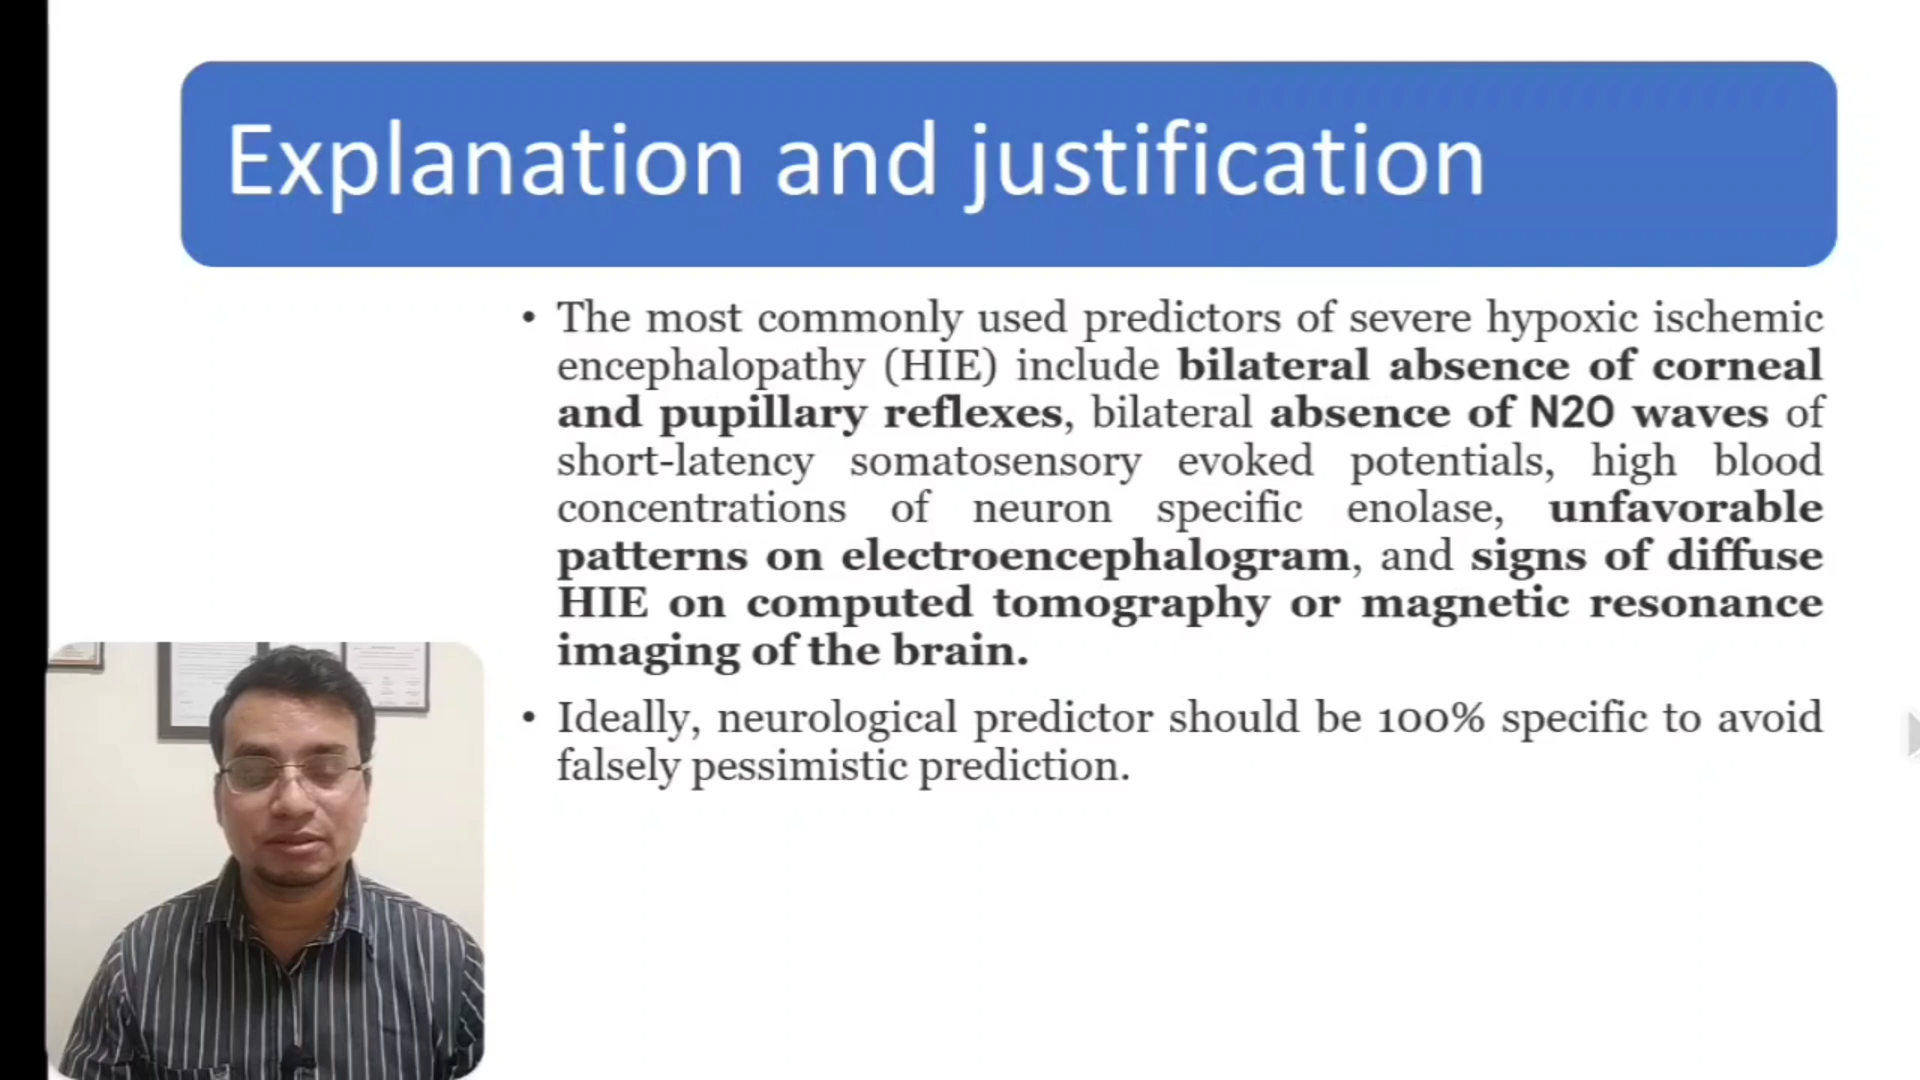 Explanation and justification
• The most commonly used predictors of severe hypoxic ischemic
encephalopathy (HIE) include bilateral absence of corneal
and pupillary reflexes, bilateral absence of N20 waves of
short-latency somatosensory evoked potentials, high blood
concentrations of neuron specific enolase, unfavorable
patterns on electroencephalogram, and signs of diffuse
HIE on computed tomography or magnetic resonance
imaging of the brain.
• Ideally, neurological predictor should be 100% specific to avoid
falsely pessimistic prediction.